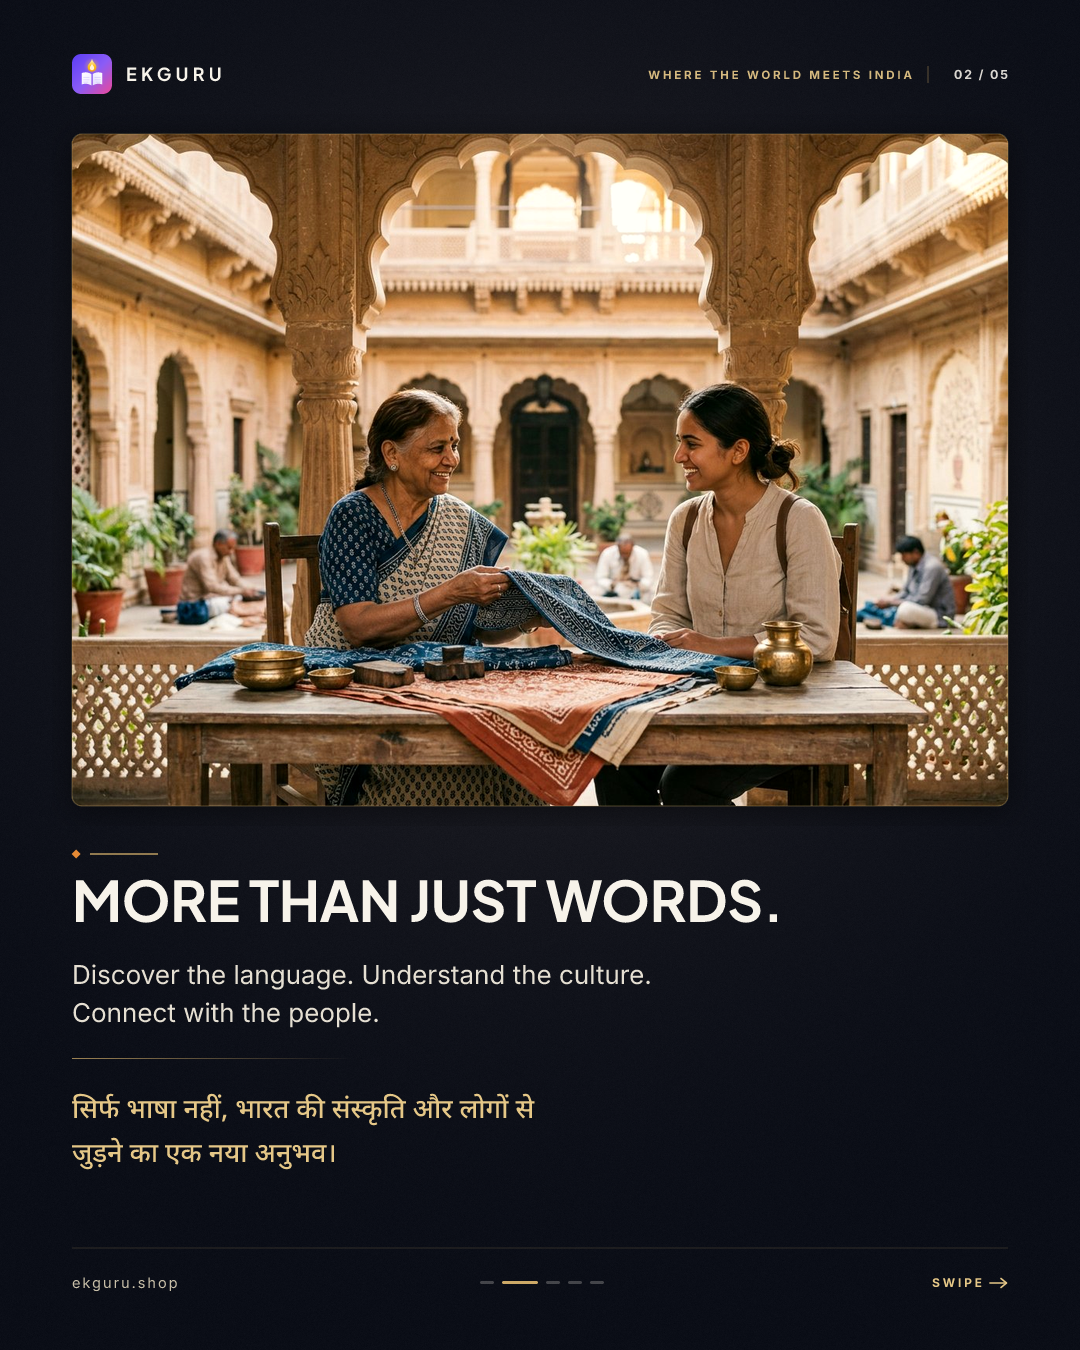 EKGURU
WHERE THE WORLD MEETS INDIA | 02 / 05
MORE THAN JUST WORDS.
Discover the language. Understand the culture.
Connect with the people.
सिर्फ भाषा नहीं, भारत की संस्कृति और लोगों से
जुड़ने का एक नया अनुभव।
ekguru.shop
SWIPE →